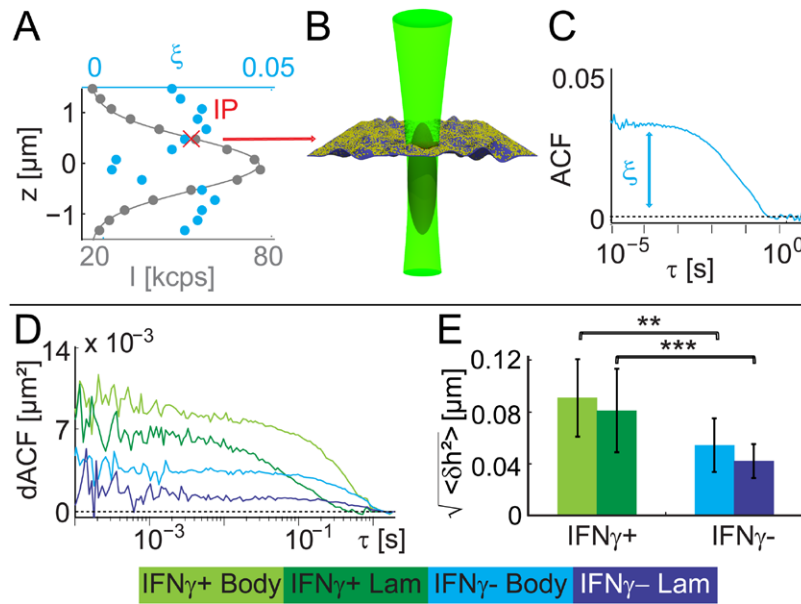 A
0 ξ 0.05
IP
1
0
−1
z [µm]
20 80
I [kcps]
B
C
0.05
ACF
ξ
0
10⁻⁵ 10⁰
τ [s]
D
x 10⁻³
14
7
0
dACF [µm²]
10⁻³ 10⁻¹ τ [s]
E
**
***
0.12
0.08
0.04
0
√<δh²> [µm]
IFNγ+ IFNγ-
IFNγ+ Body IFNγ+ Lam IFNγ- Body IFNγ− Lam